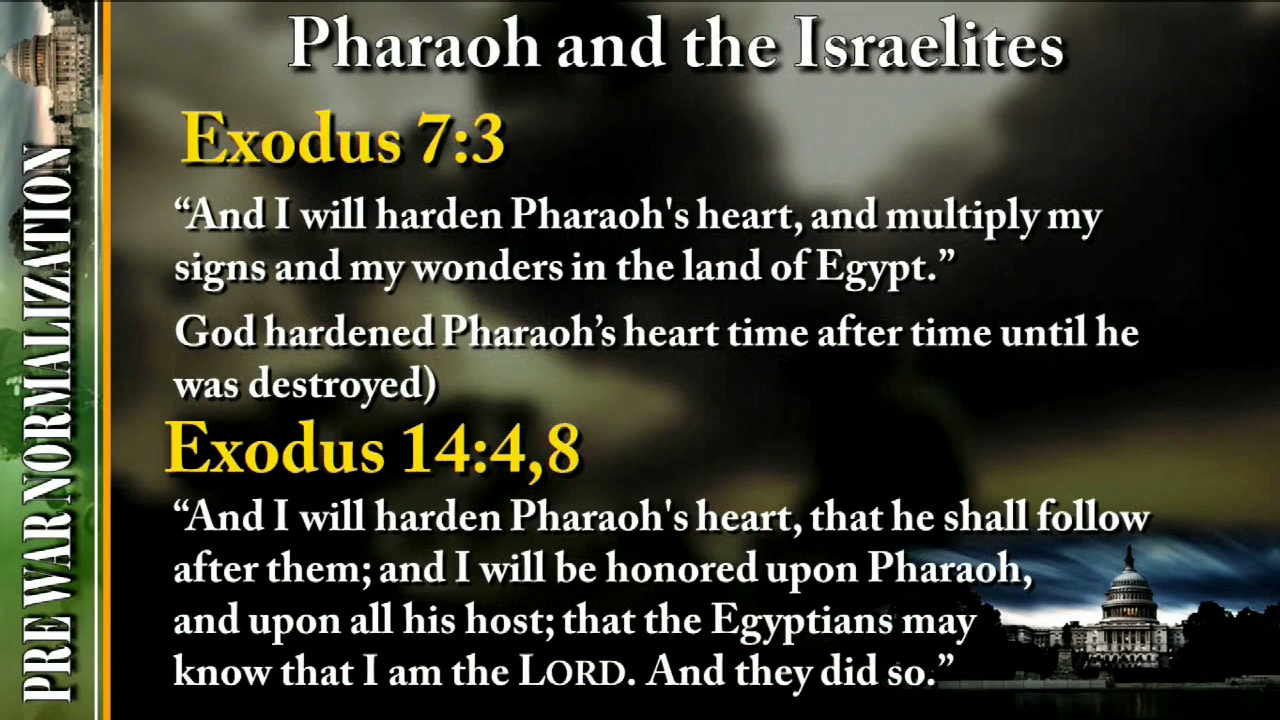 Pharaoh and the Israelites
Exodus 7:3
“And I will harden Pharaoh's heart, and multiply my
signs and my wonders in the land of Egypt.”
God hardened Pharaoh’s heart time after time until he
was destroyed)
Exodus 14:4,8
“And I will harden Pharaoh's heart, that he shall follow
after them; and I will be honored upon Pharaoh,
and upon all his host; that the Egyptians may
know that I am the LORD. And they did so.”
PRE WAR NORMALIZATION